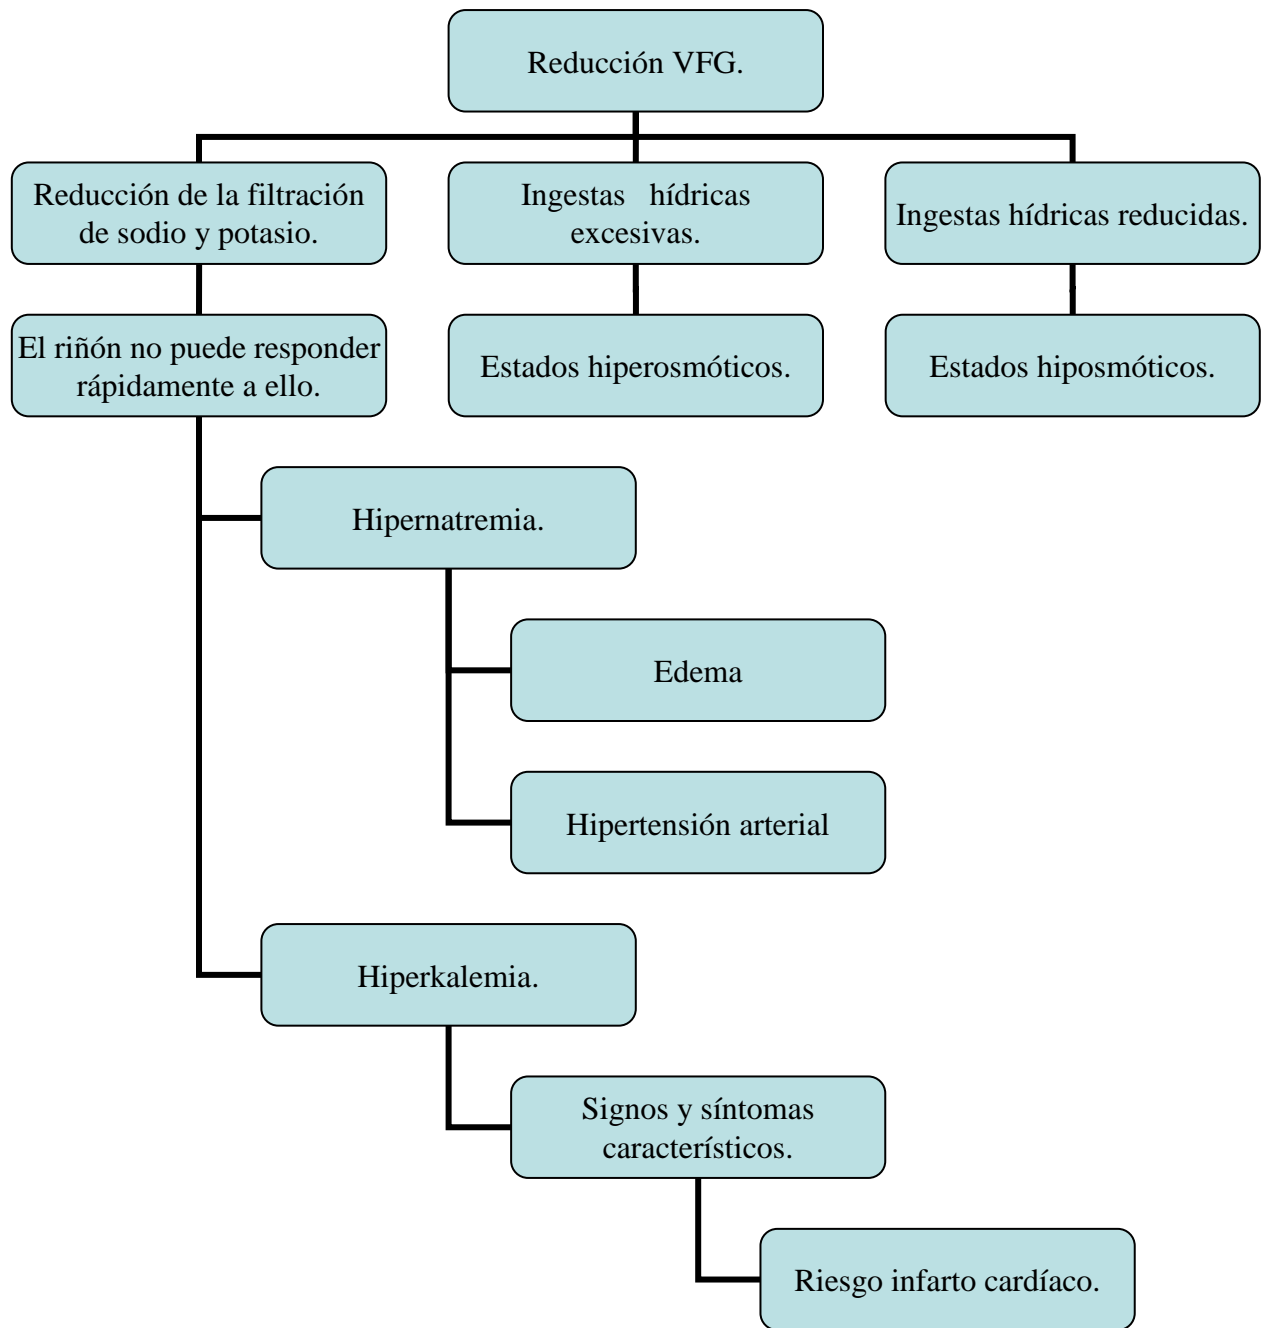 Reducción VFG.
Reducción de la filtración
de sodio y potasio.
Ingestas hídricas
excesivas.
Ingestas hídricas reducidas.
El riñón no puede responder
rápidamente a ello.
Estados hiperosmóticos.
Estados hiposmóticos.
Hipernatremia.
Edema
Hipertensión arterial
Hiperkalemia.
Signos y síntomas
característicos.
Riesgo infarto cardíaco.